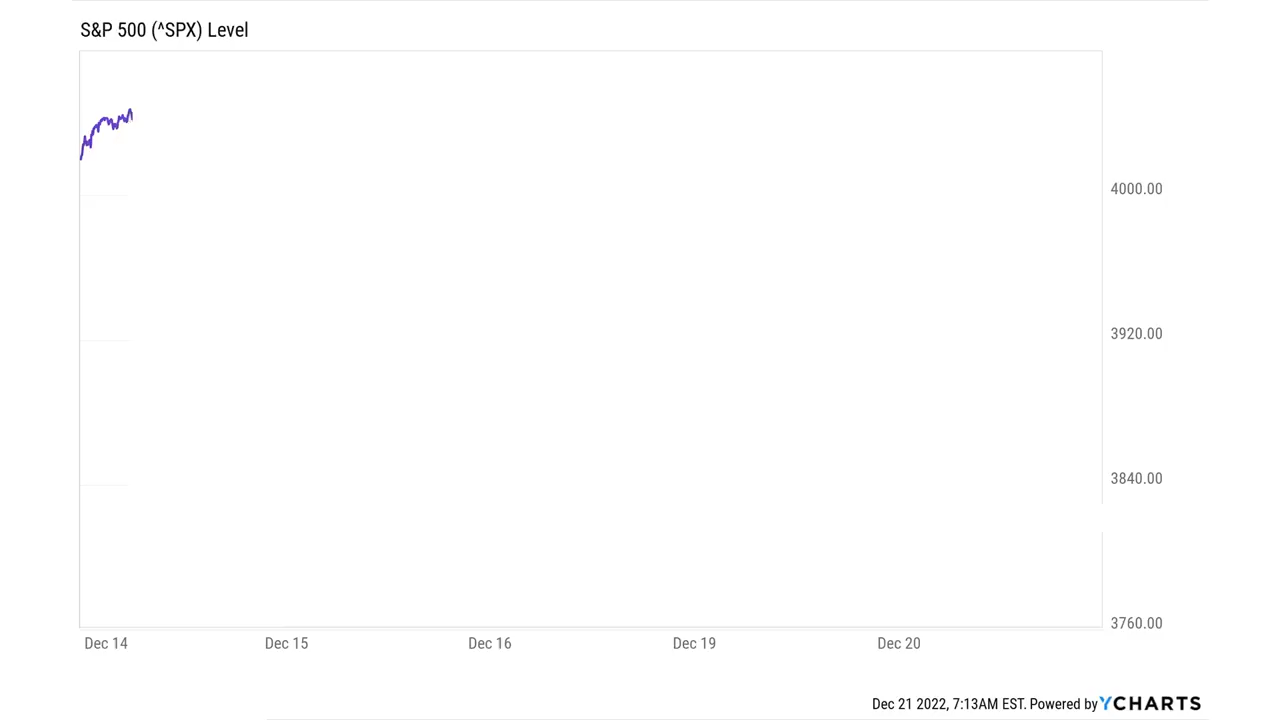 S&P 500 (^SPX) Level
4000.00
3920.00
3840.00
3760.00
Dec 14 Dec 15 Dec 16 Dec 19 Dec 20
Dec 21 2022, 7:13AM EST. Powered by YCHARTS